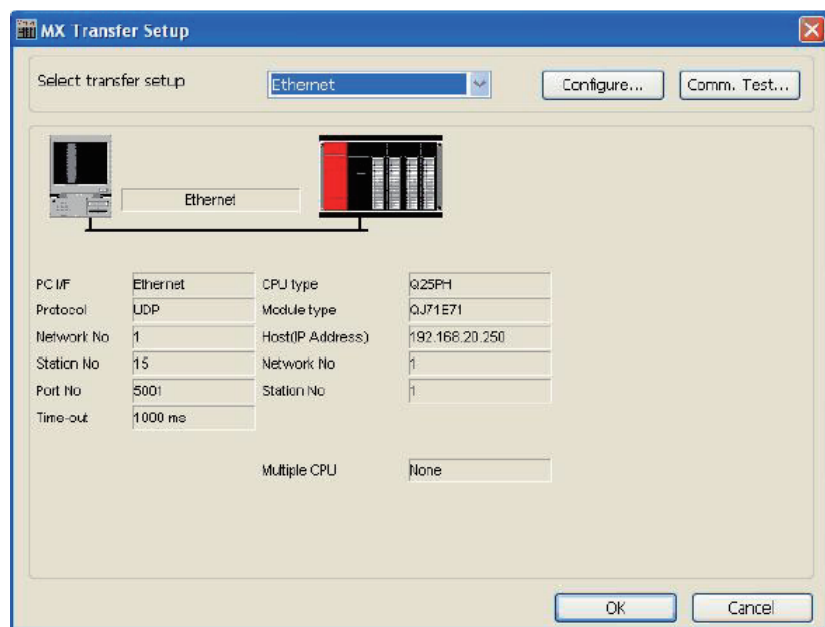 MX Transfer Setup
Select transfer setup Ethernet Configure... Comm. Test...
Ethernet
PC I/F Ethernet CPU type Q25PH
Protocol UDP Module type QJ71E71
Network No 1 Host(IP Address) 192.168.20.250
Station No 15 Network No 1
Port No 5001 Station No 1
Time-out 1000 ms
Multiple CPU None
OK Cancel